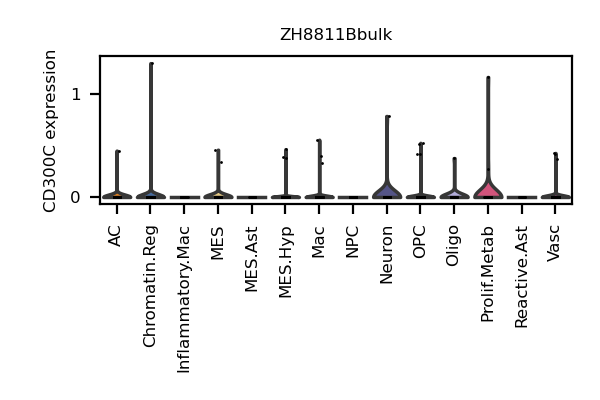 ZH8811Bbulk
CD300C expression
1
0
AC
Chromatin.Reg
Inflammatory.Mac
MES
MES.Ast
MES.Hyp
Mac
NPC
Neuron
OPC
Oligo
Prolif.Metab
Reactive.Ast
Vasc